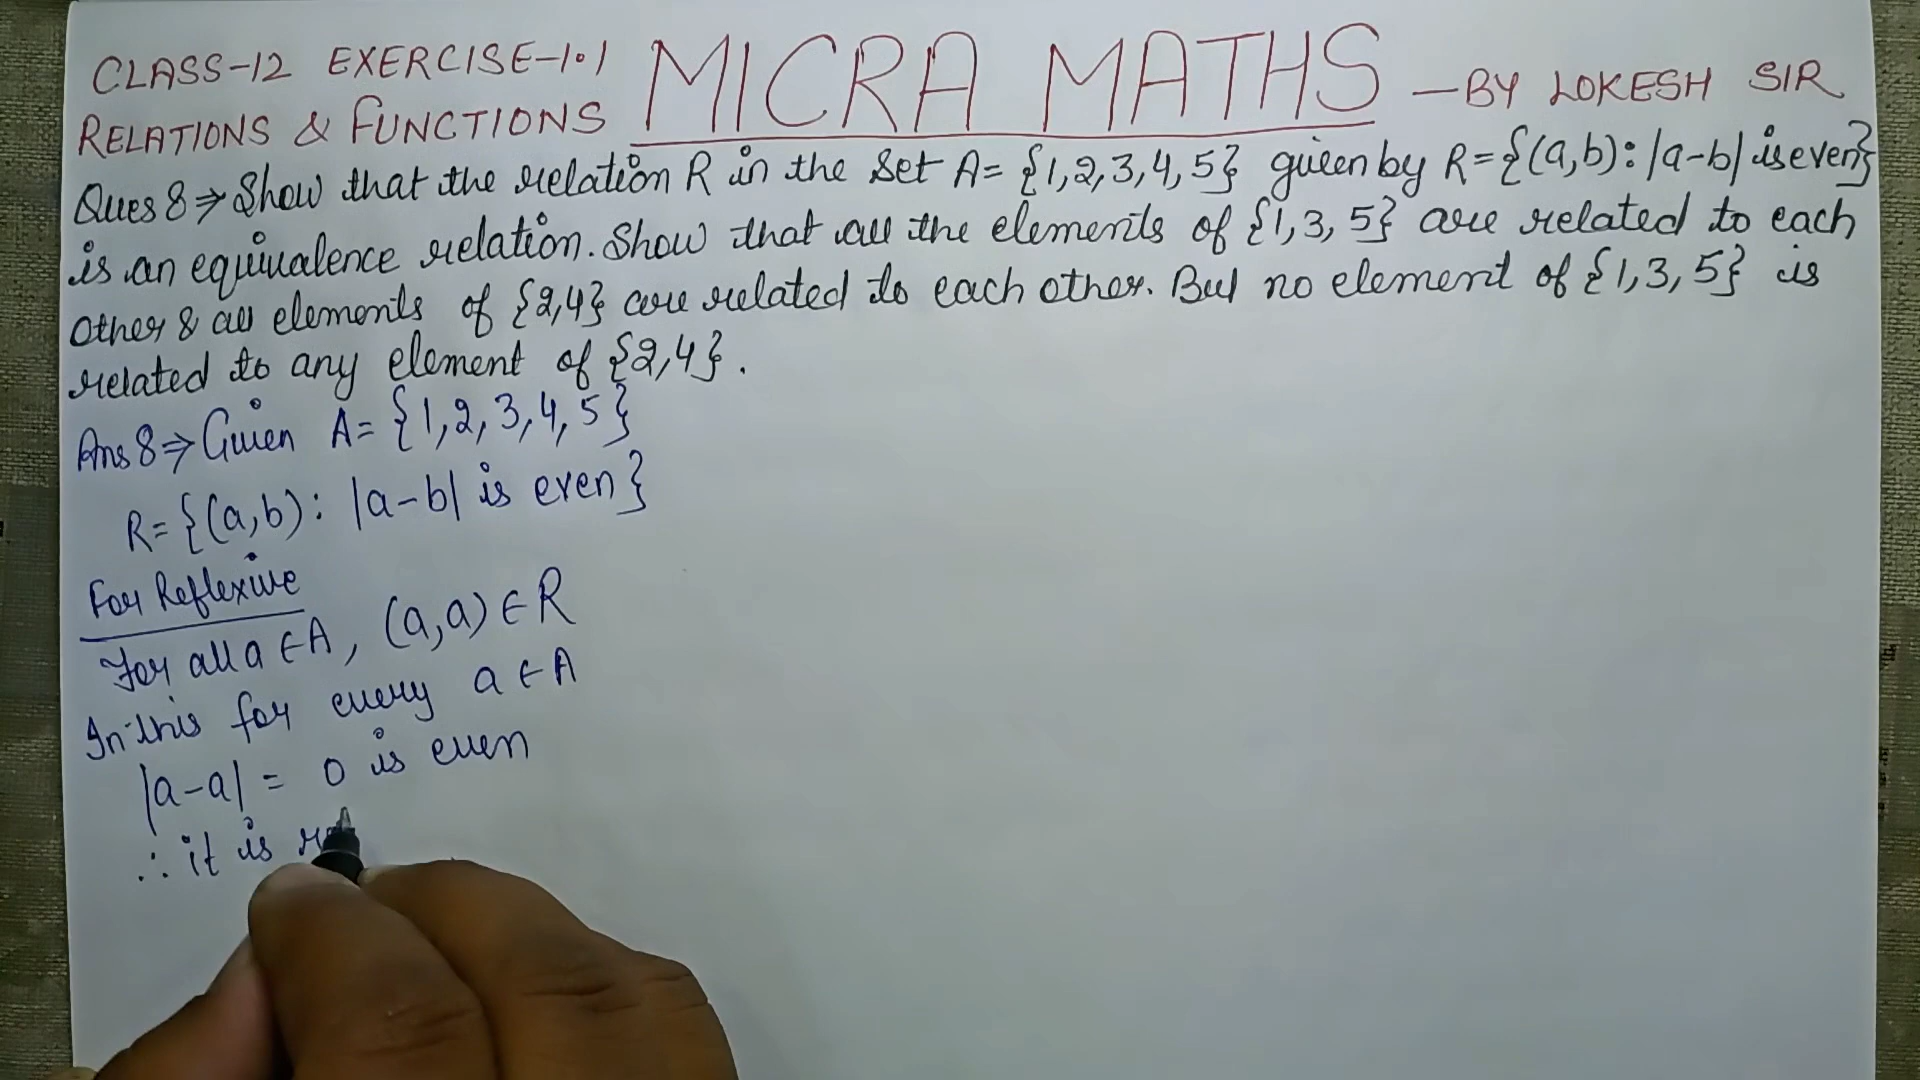 CLASS-12 EXERCISE-1.1 MICRA MATHS -BY LOKESH SIR
RELATIONS & FUNCTIONS
Ques 8⇒ Show that the relation R in the set A= {1,2,3,4,5} given by R={(a,b): |a-b| is even}
is an equivalence relation. Show that all the elements of {1,3,5} are related to each
other & all elements of {2,4} are related to each other. But no element of {1,3,5} is
related to any element of {2,4}.
Ans 8⇒ Given A= {1,2,3,4,5}
R={(a,b): |a-b| is even}
For Reflexive
For all a ∈ A, (a,a) ∈ R
In this for every a ∈ A
|a-a| = 0 is even
∴ it is